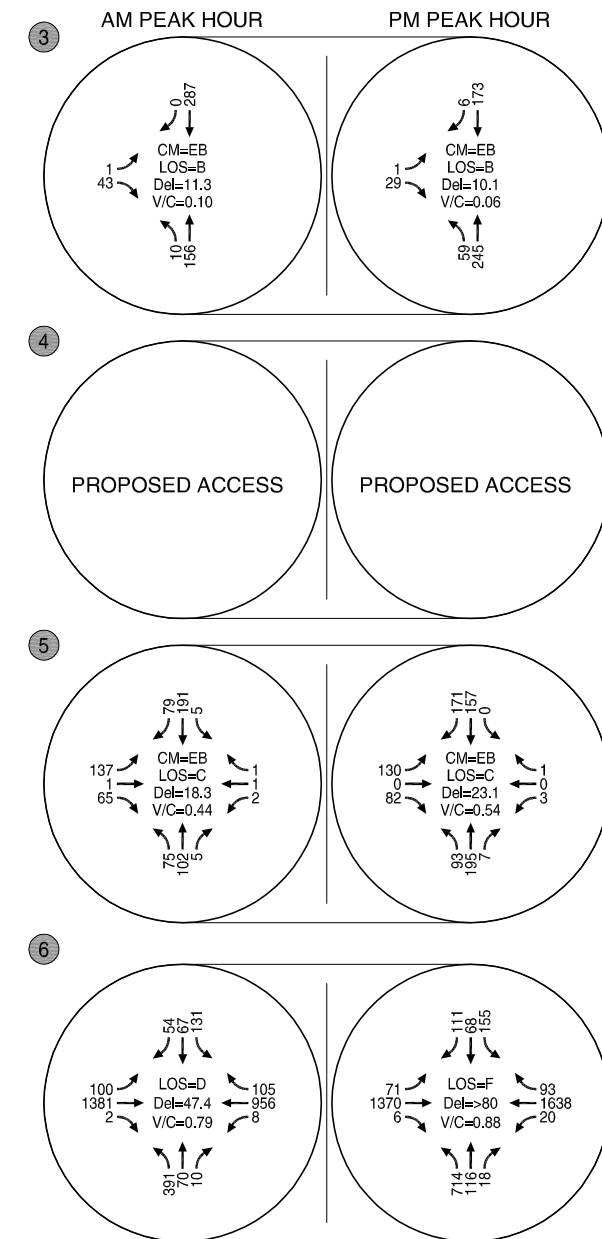 AM PEAK HOUR
PM PEAK HOUR
3
0 287
1
43
CM=EB
LOS=B
Del=11.3
V/C=0.10
10 156
6 173
1
29
CM=EB
LOS=B
Del=10.1
V/C=0.06
59 245
4
PROPOSED ACCESS
PROPOSED ACCESS
5
79 191 5
137
1
65
CM=EB
LOS=C
Del=18.3
V/C=0.44
1
1
2
75 102 5
171 157 0
130
0
82
CM=EB
LOS=C
Del=23.1
V/C=0.54
1
0
3
93 195 7
6
54 67 131
100
1381
2
LOS=D
Del=47.4
V/C=0.79
105
956
8
391 70 10
111 68 155
71
1370
6
LOS=F
Del=>80
V/C=0.88
93
1638
20
714 116 18